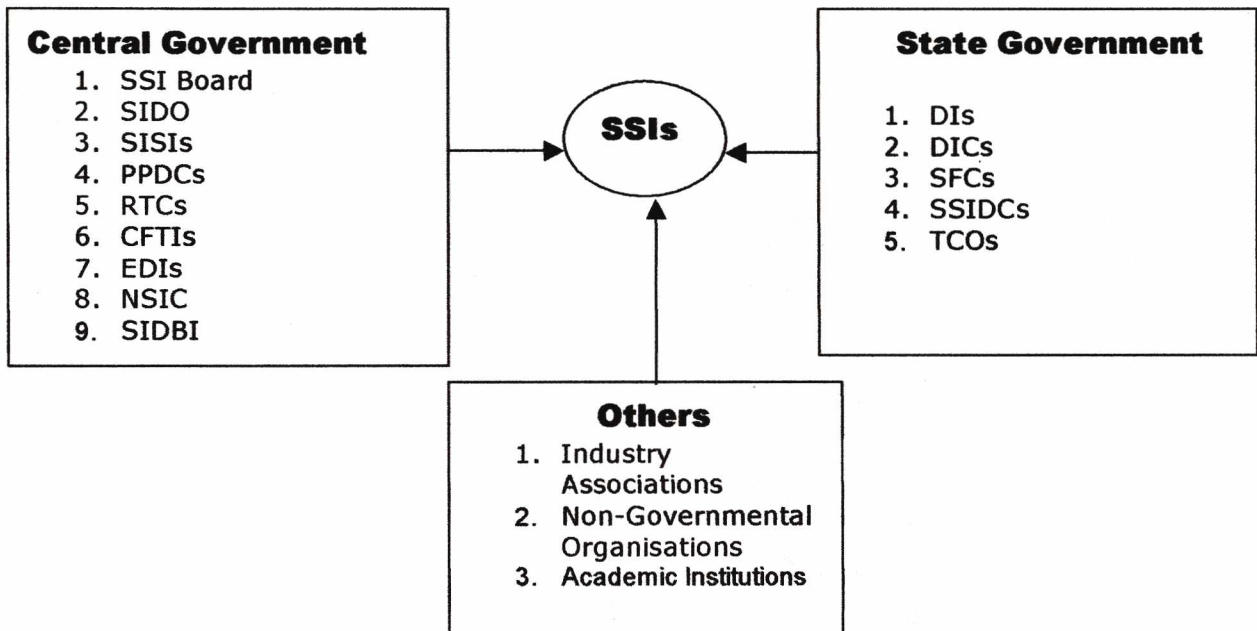 Central Government
1. SSI Board
2. SIDO
3. SISIs
4. PPDCs
5. RTCs
6. CFTIs
7. EDIs
8. NSIC
9. SIDBI
SSIs
State Government
1. DIs
2. DICs
3. SFCs
4. SSIDCs
5. TCOs
Others
1. Industry
Associations
2. Non-Governmental
Organisations
3. Academic Institutions